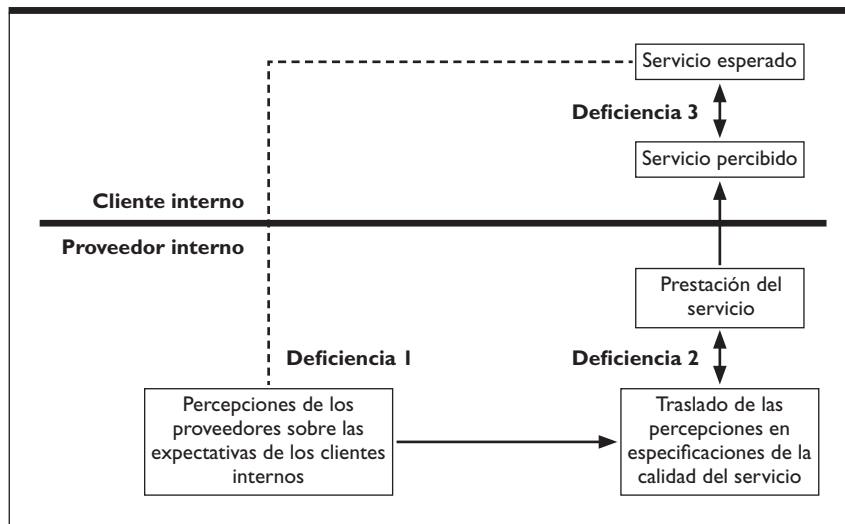 Servicio esperado
Deficiencia 3
Servicio percibido
Cliente interno
Proveedor interno
Prestación del
servicio
Deficiencia 1
Deficiencia 2
Percepciones de los
proveedores sobre las
expectativas de los clientes
internos
Traslado de las
percepciones en
especificaciones de la
calidad del servicio